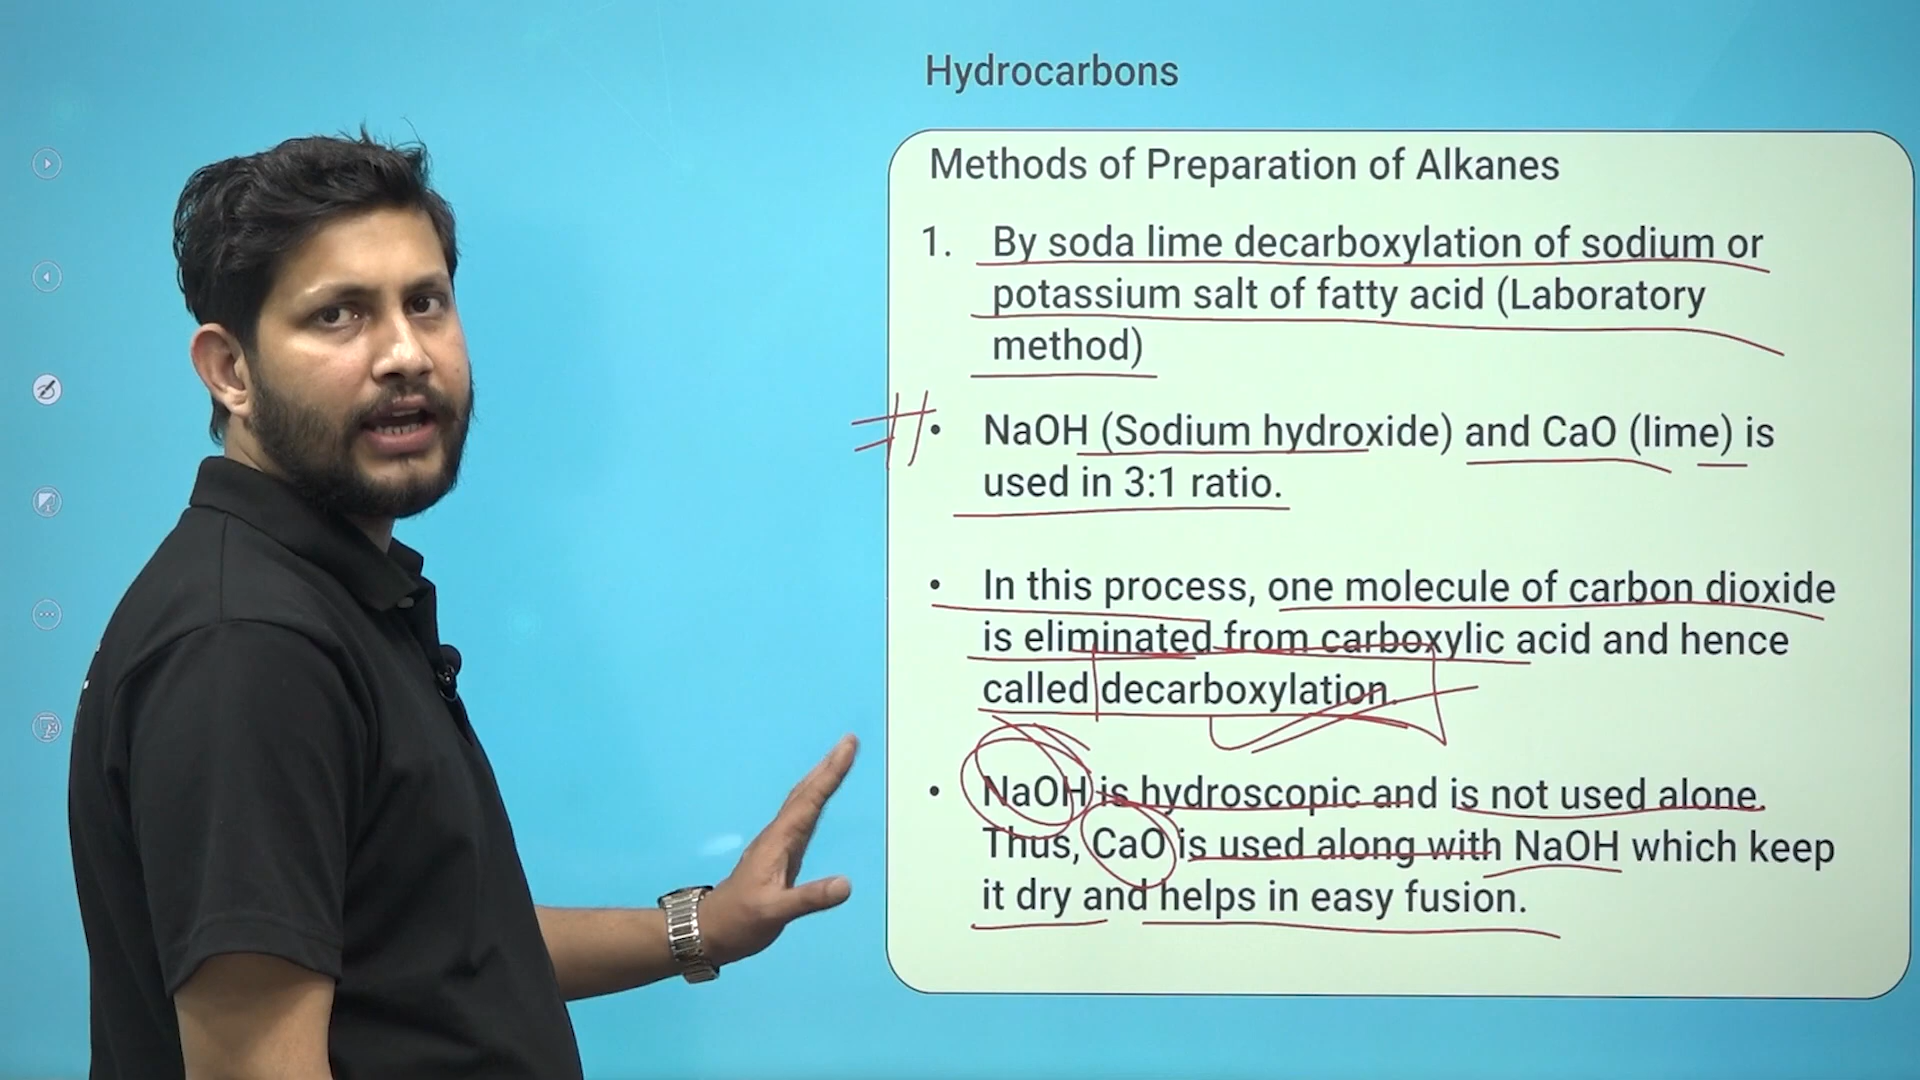 Hydrocarbons
Methods of Preparation of Alkanes
1. By soda lime decarboxylation of sodium or
potassium salt of fatty acid (Laboratory
method)
• NaOH (Sodium hydroxide) and CaO (lime) is
used in 3:1 ratio.
• In this process, one molecule of carbon dioxide
is eliminated from carboxylic acid and hence
called decarboxylation.
• NaOH is hydroscopic and is not used alone.
Thus, CaO is used along with NaOH which keep
it dry and helps in easy fusion.